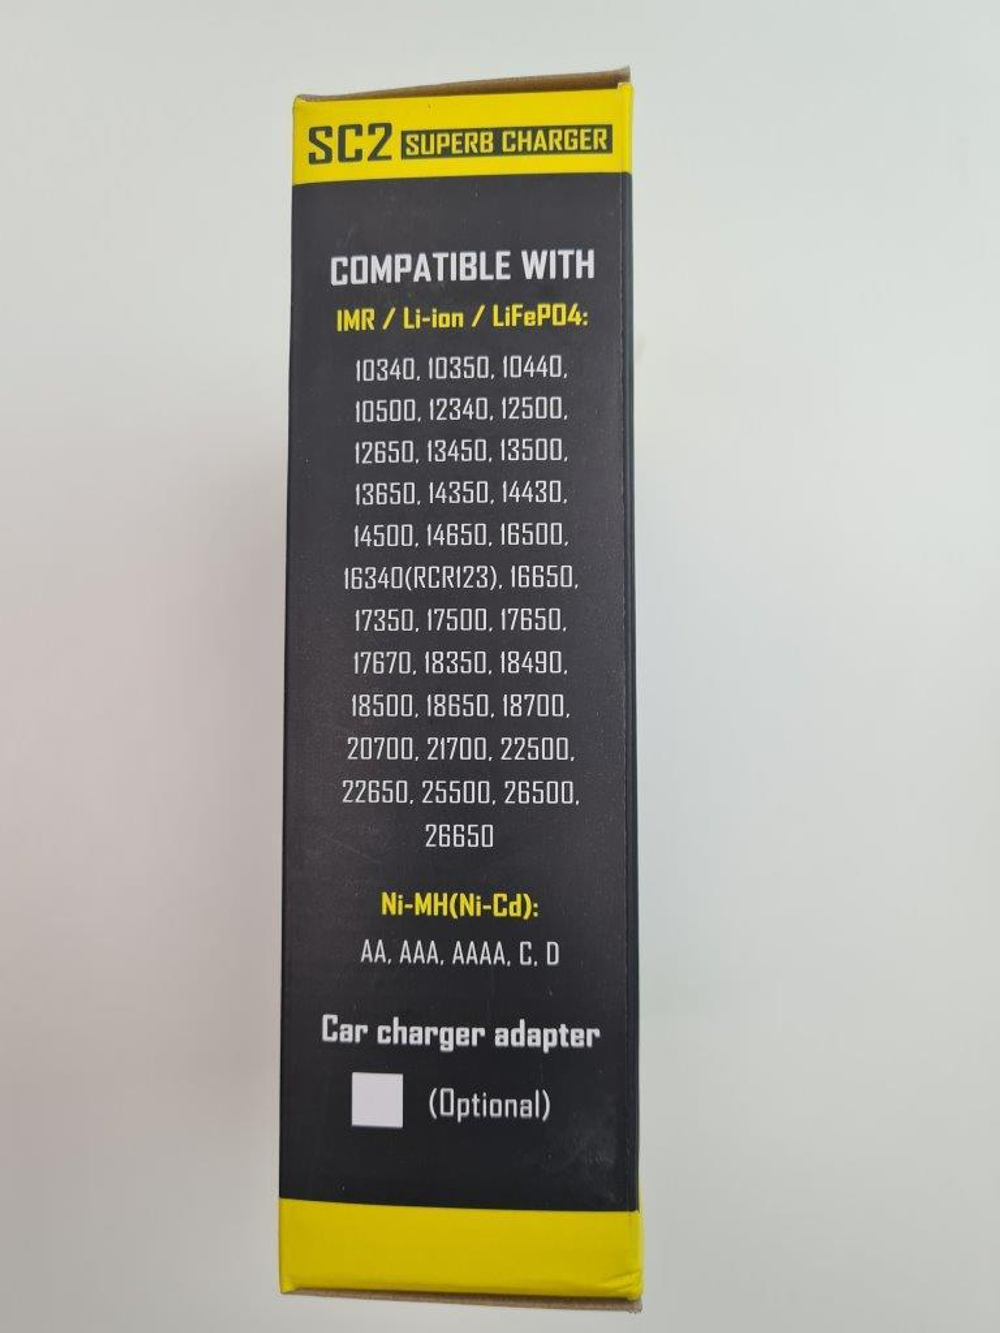 SC2 SUPERB CHARGER
COMPATIBLE WITH
IMR / Li-ion / LiFePO4:
10340, 10350, 10440,
10500, 12340, 12500,
12650, 13450, 13500,
13650, 14350, 14430,
14500, 14650, 16500,
16340(RCR123), 16650,
17350, 17500, 17650,
17670, 18350, 18490,
18500, 18650, 18700,
20700, 21700, 22500,
22650, 25500, 26500,
26650
Ni-MH(Ni-Cd):
AA, AAA, AAAA, C, D
Car charger adapter
(Optional)